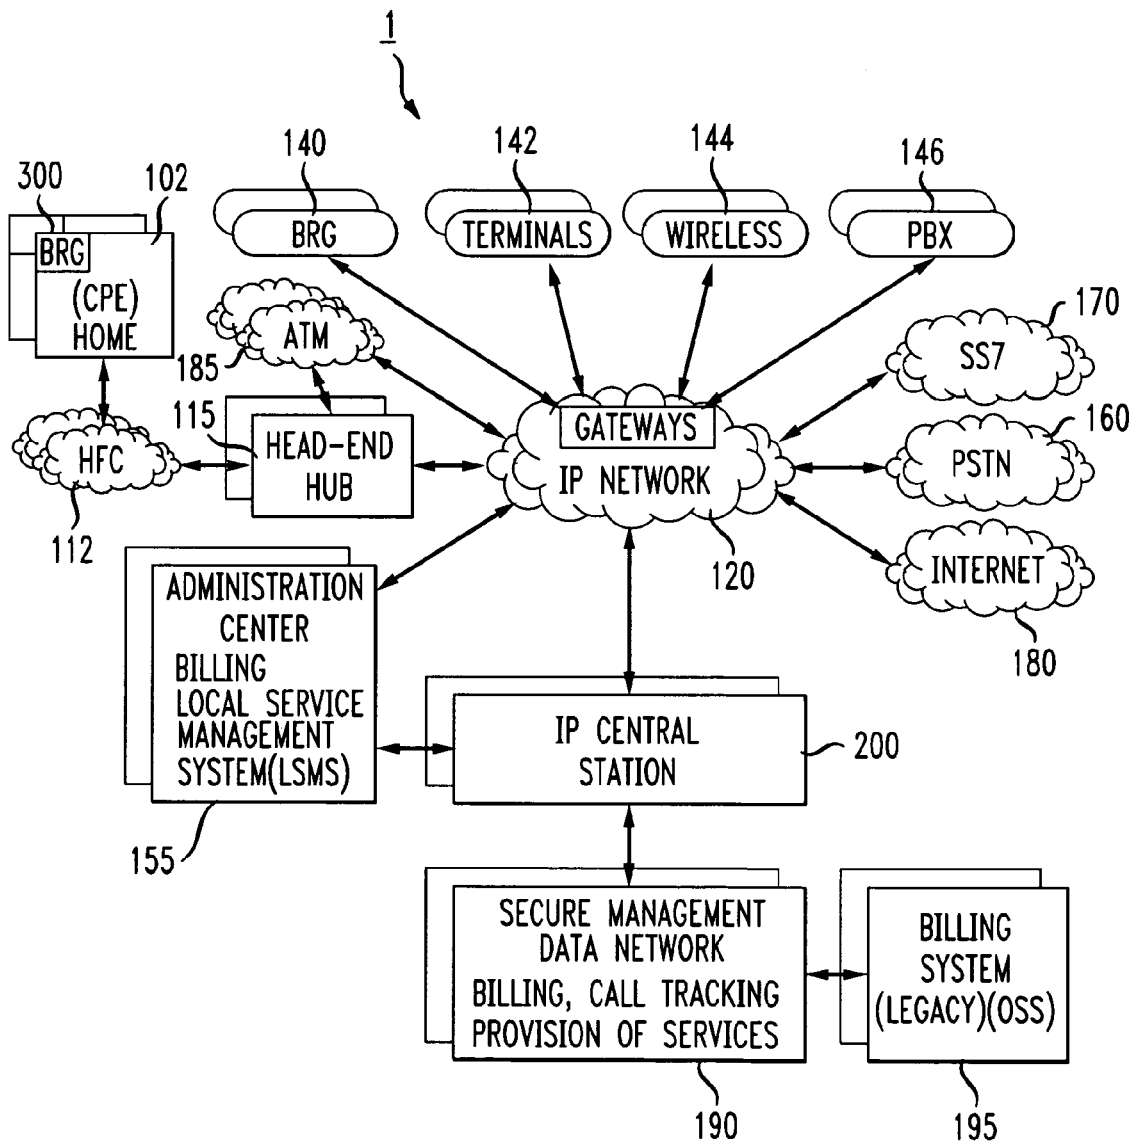 1
140
142
144
146
300
102
BRG
TERMINALS
WIRELESS
PBX
BRG
(CPE)
HOME
ATM
185
170
SS7
115
HEAD-END
HUB
GATEWAYS
IP NETWORK
160
PSTN
HFC
112
120
INTERNET
180
ADMINISTRATION
CENTER
BILLING
LOCAL SERVICE
MANAGEMENT
SYSTEM(LSMS)
155
IP CENTRAL
STATION
200
SECURE MANAGEMENT
DATA NETWORK
BILLING, CALL TRACKING
PROVISION OF SERVICES
190
BILLING
SYSTEM
(LEGACY)(OSS)
195